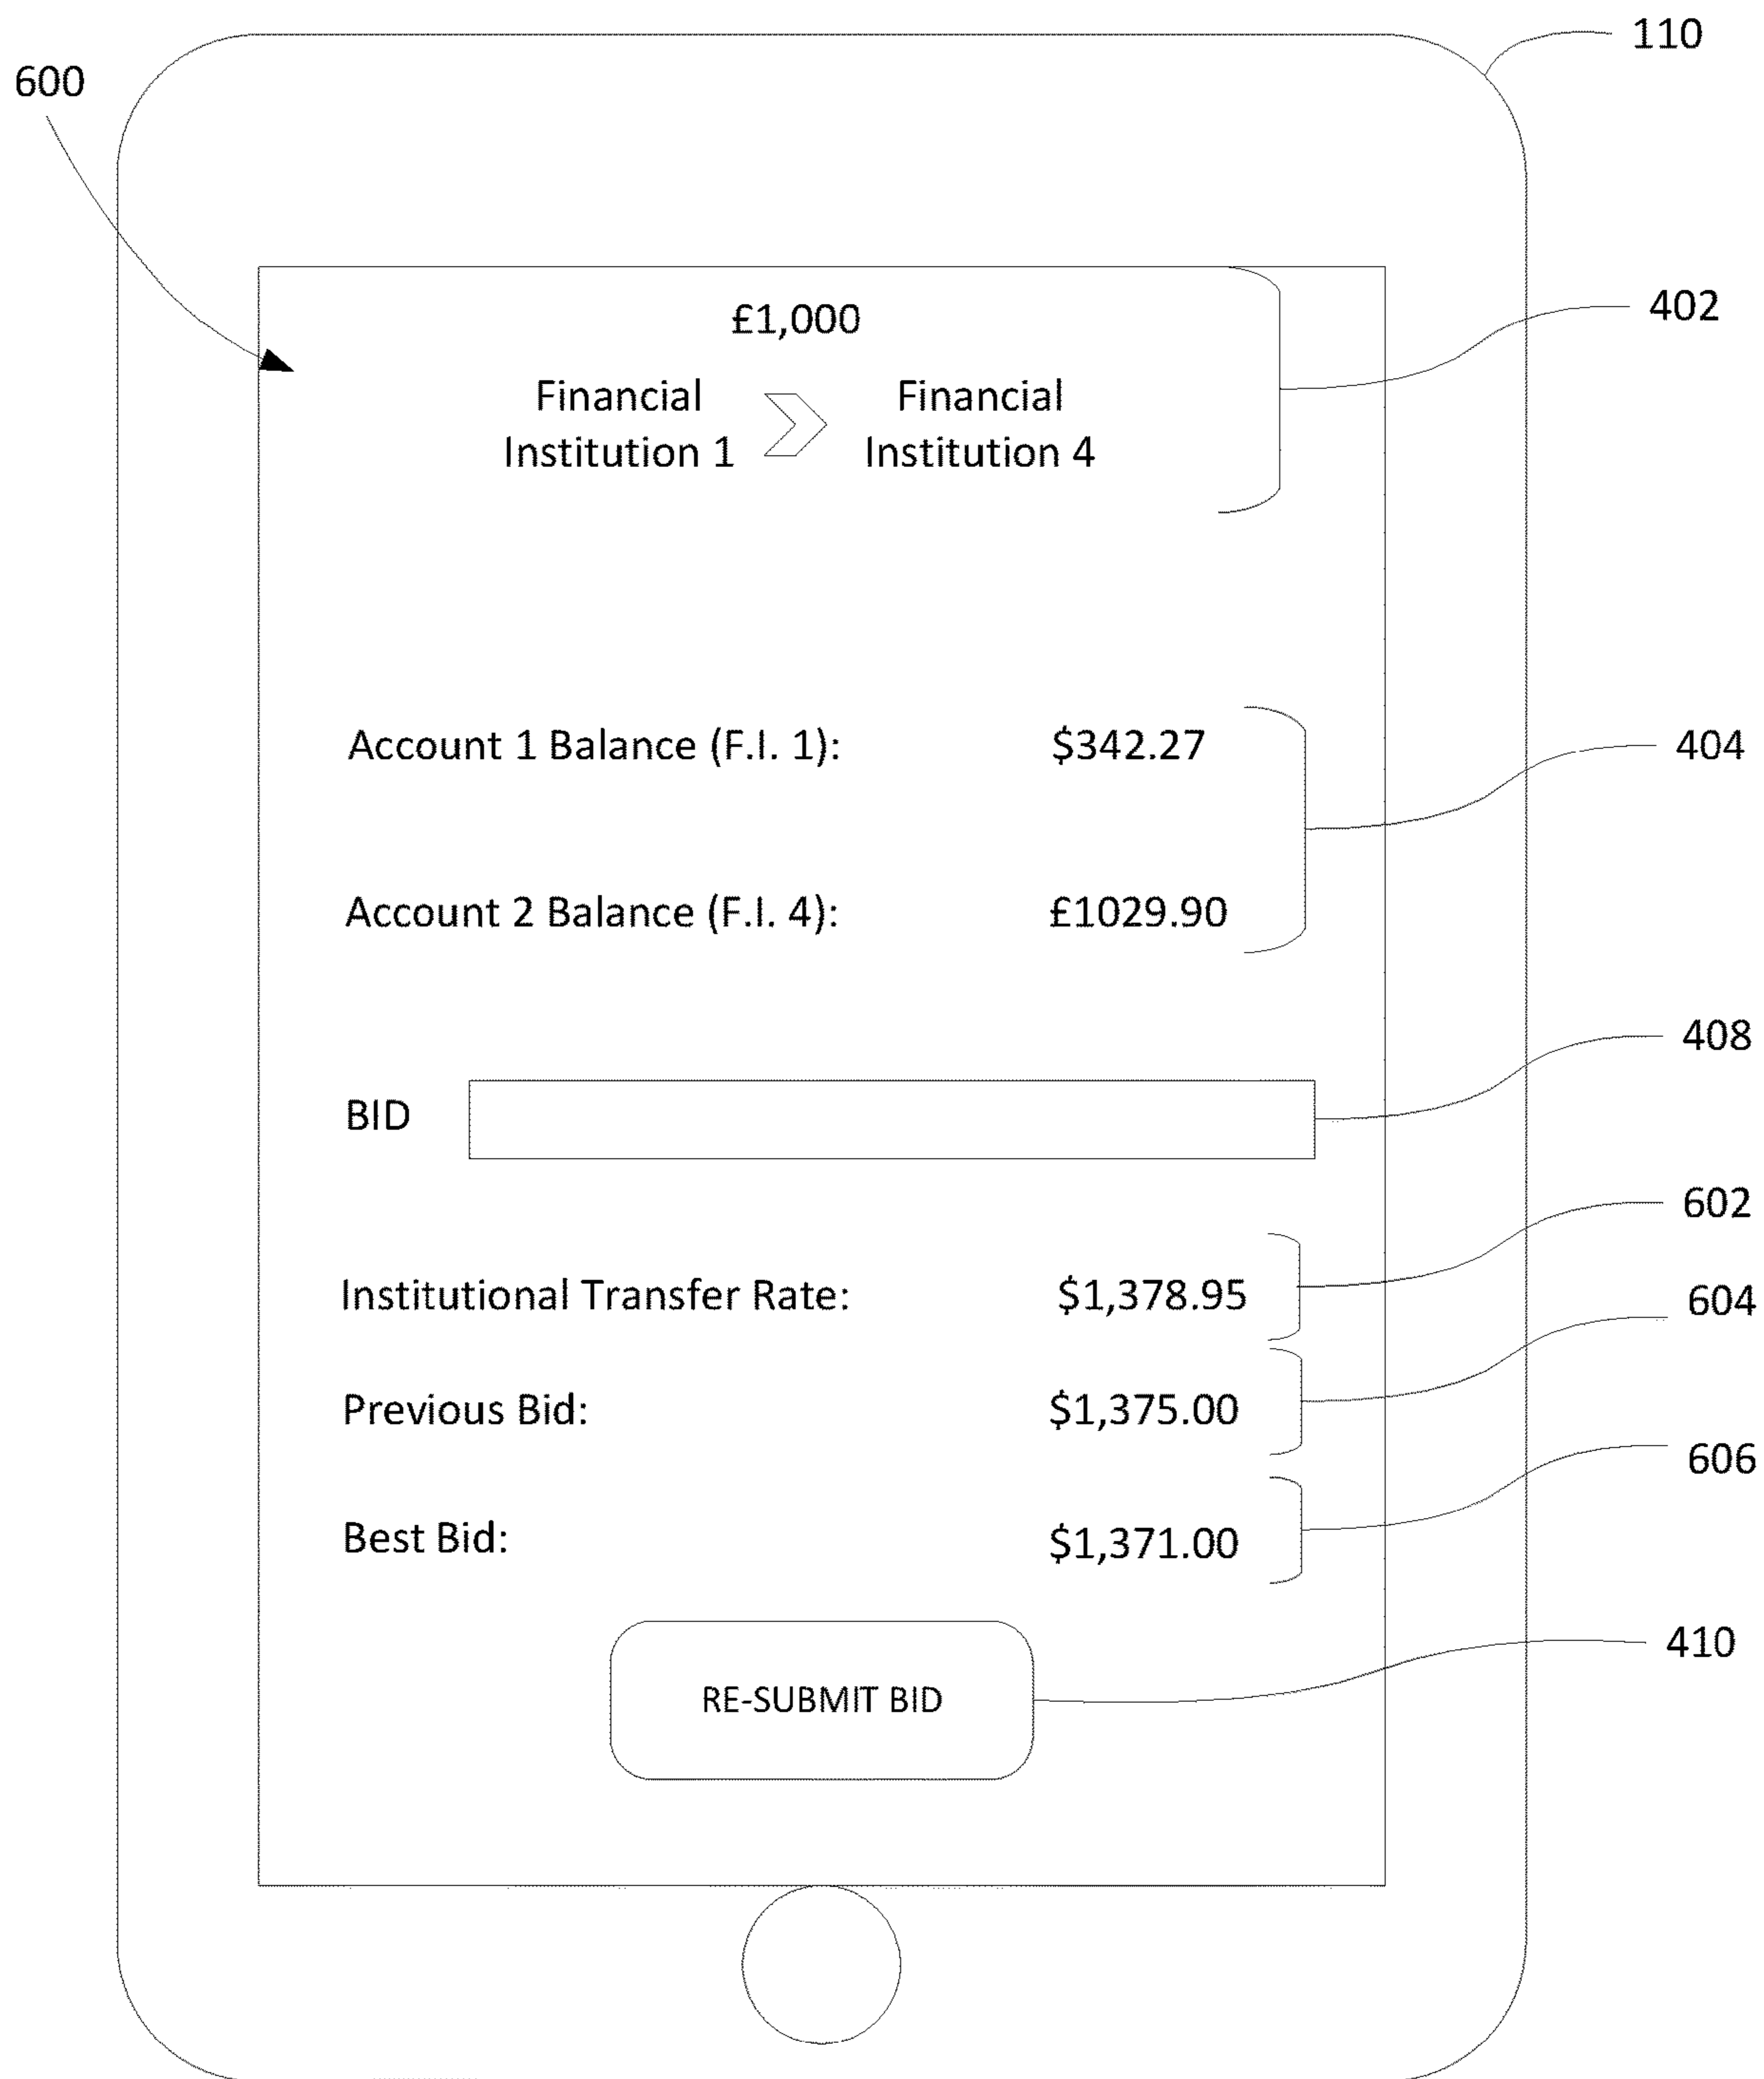 110
600
£1,000
402
Financial Institution 1
Financial Institution 4
Account 1 Balance (F.I. 1): $342.27
404
Account 2 Balance (F.I. 4): £1029.90
408
BID
602
Institutional Transfer Rate: $1,378.95
604
Previous Bid: $1,375.00
606
Best Bid: $1,371.00
410
RE-SUBMIT BID